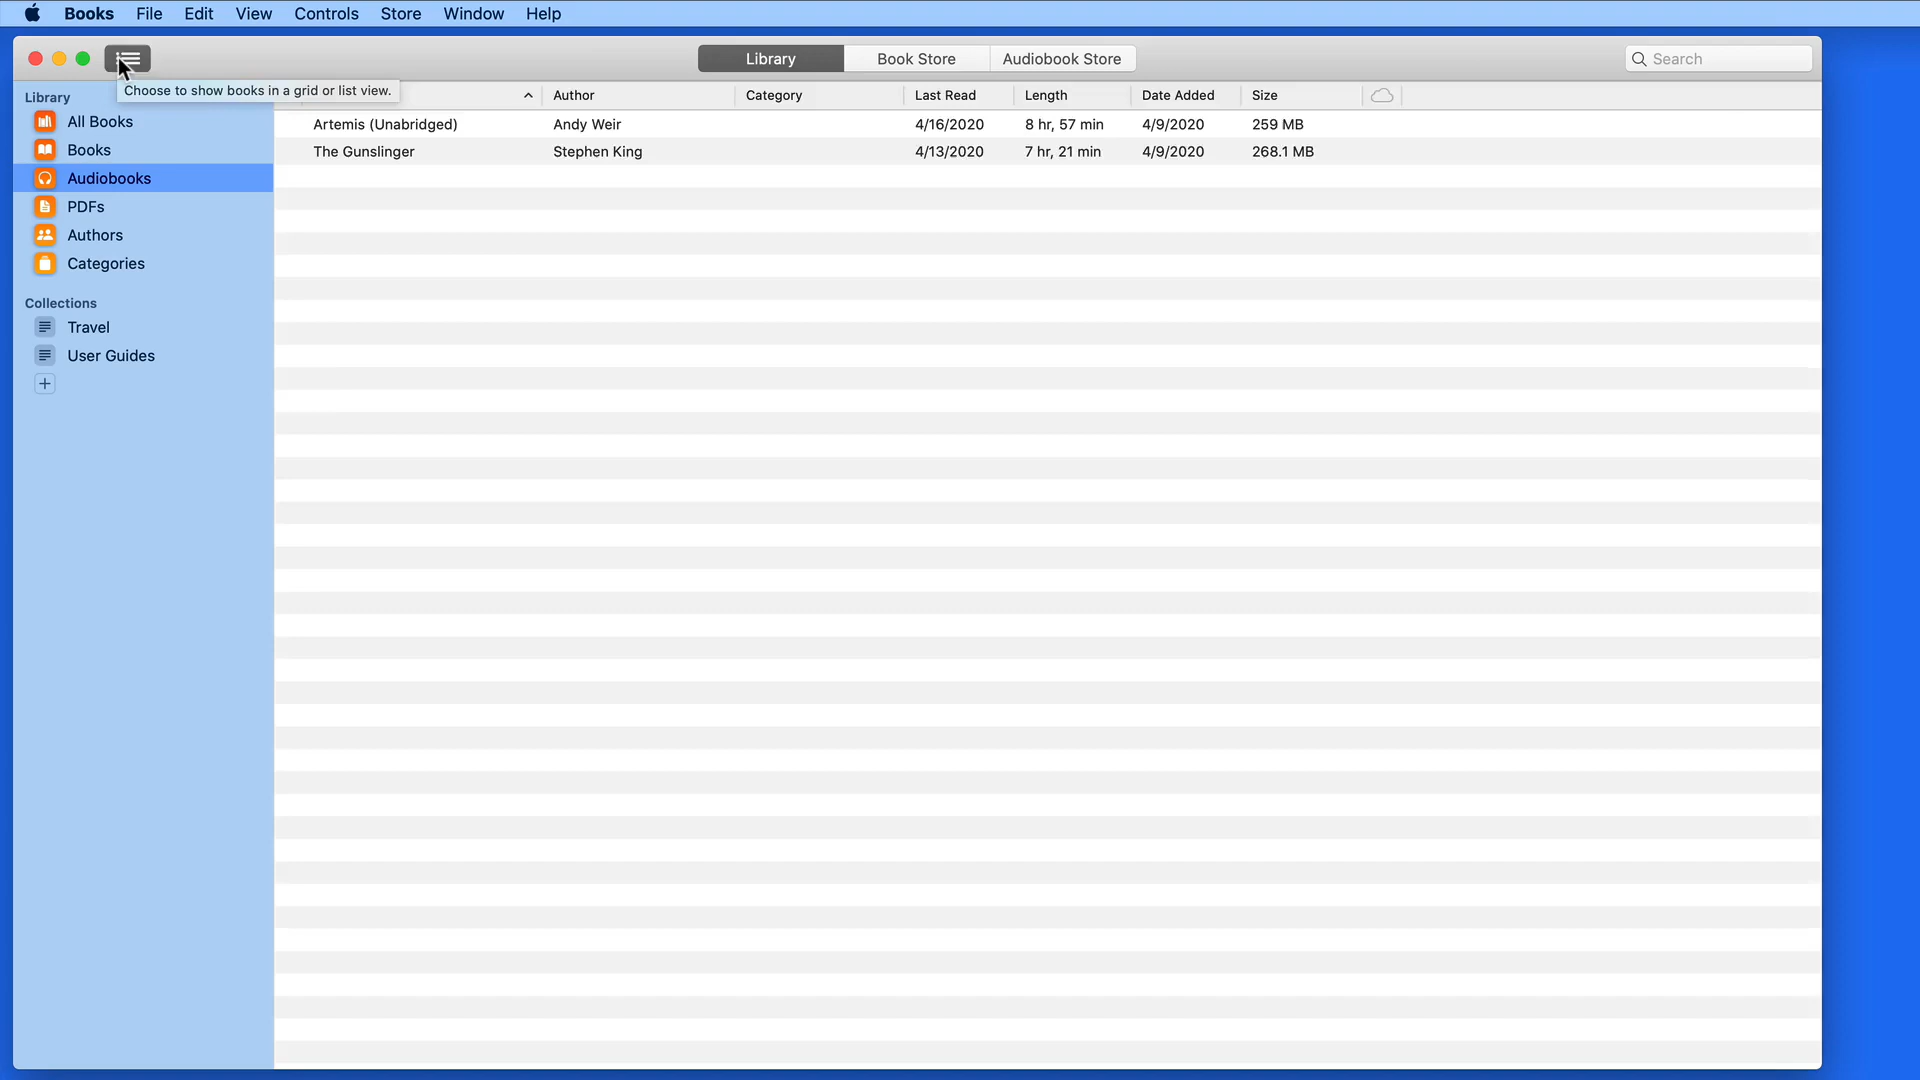 Books File Edit View Controls Store Window Help
Library Book Store Audiobook Store Search
Choose to show books in a grid or list view.
Library
All Books
Books
Audiobooks
PDFs
Authors
Categories
Collections
Travel
User Guides
Author Category Last Read Length Date Added Size
Artemis (Unabridged) Andy Weir 4/16/2020 8 hr, 57 min 4/9/2020 259 MB
The Gunslinger Stephen King 4/13/2020 7 hr, 21 min 4/9/2020 268.1 MB